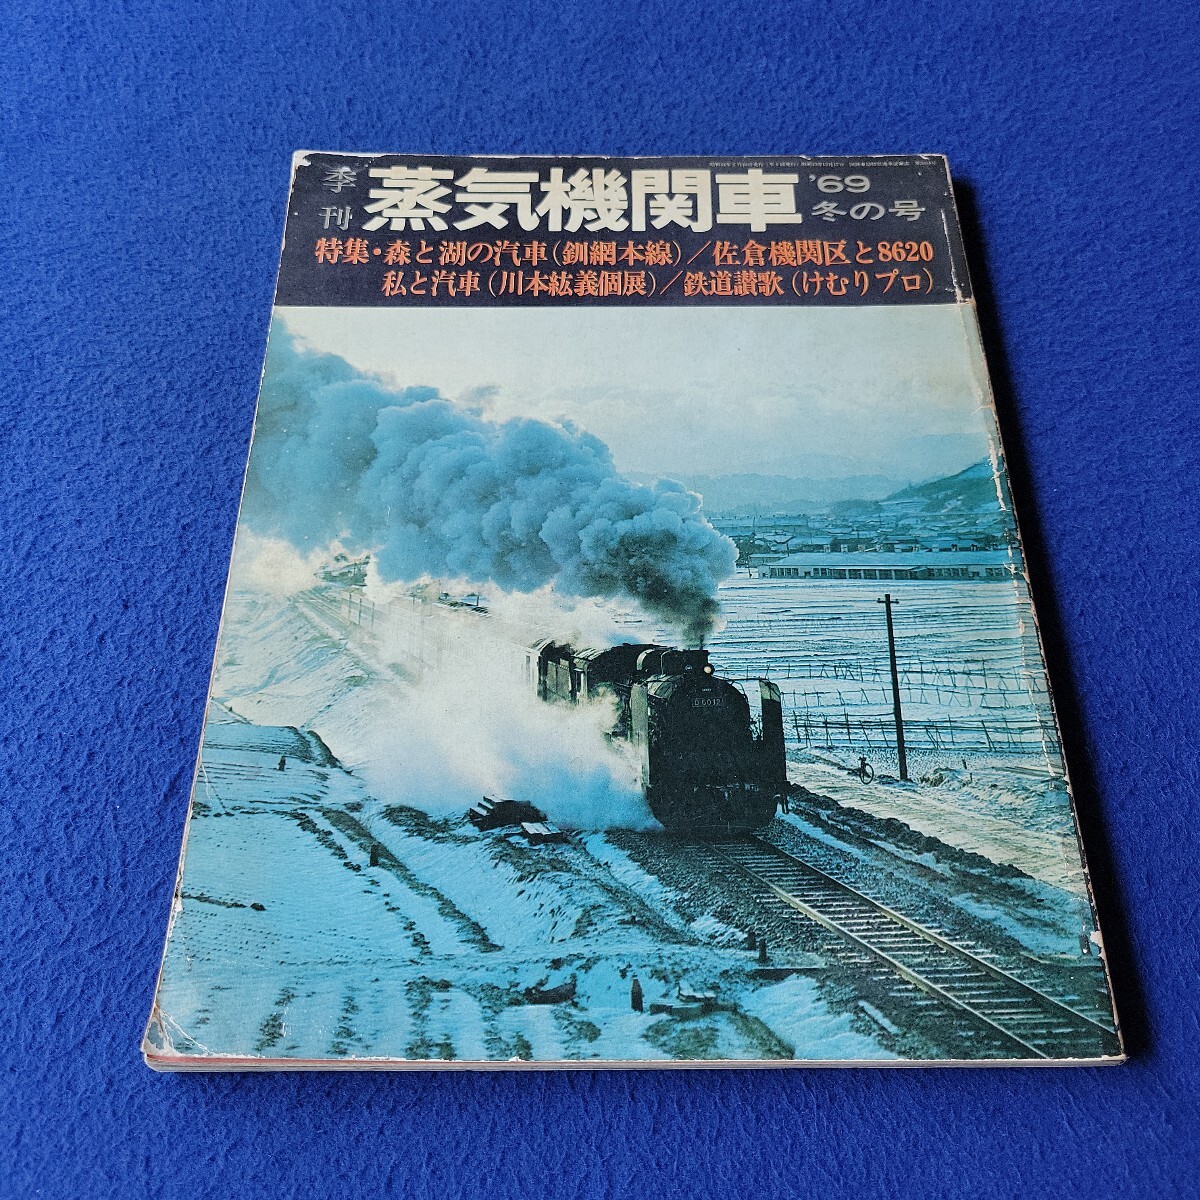 季刊 蒸気機関車 '69 冬の号
特集・森と湖の汽車(釧網本線)/佐倉機関区と8620
私と汽車(川本紘義個展)/鉄道讃歌(けむりプロ)